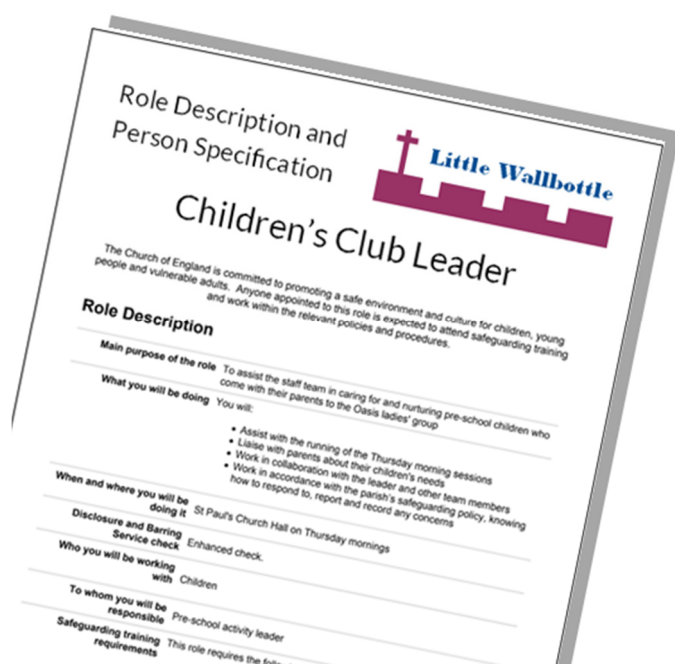 Role Description and
Person Specification
Little Wallbottle
Children's Club Leader
The Church of England is committed to promoting a safe environment and culture for children, young
people and vulnerable adults. Anyone appointed to this role is expected to attend safeguarding training
and work within the relevant policies and procedures.
Role Description
Main purpose of the role To assist the staff team in caring for and nurturing pre-school children who
come with their parents to the Oasis ladies' group
What you will be doing You will:
• Assist with the running of the Thursday morning sessions
• Liaise with parents about their children's needs
• Work in collaboration with the leader and other team members
• Work in accordance with the parish's safeguarding policy, knowing
how to respond to, report and record any concerns
When and where you will be
doing it St Paul's Church Hall on Thursday mornings
Disclosure and Barring
Service check Enhanced check.
Who you will be working
with Children
To whom you will be
responsible Pre-school activity leader
Safeguarding training
requirements This role requires the